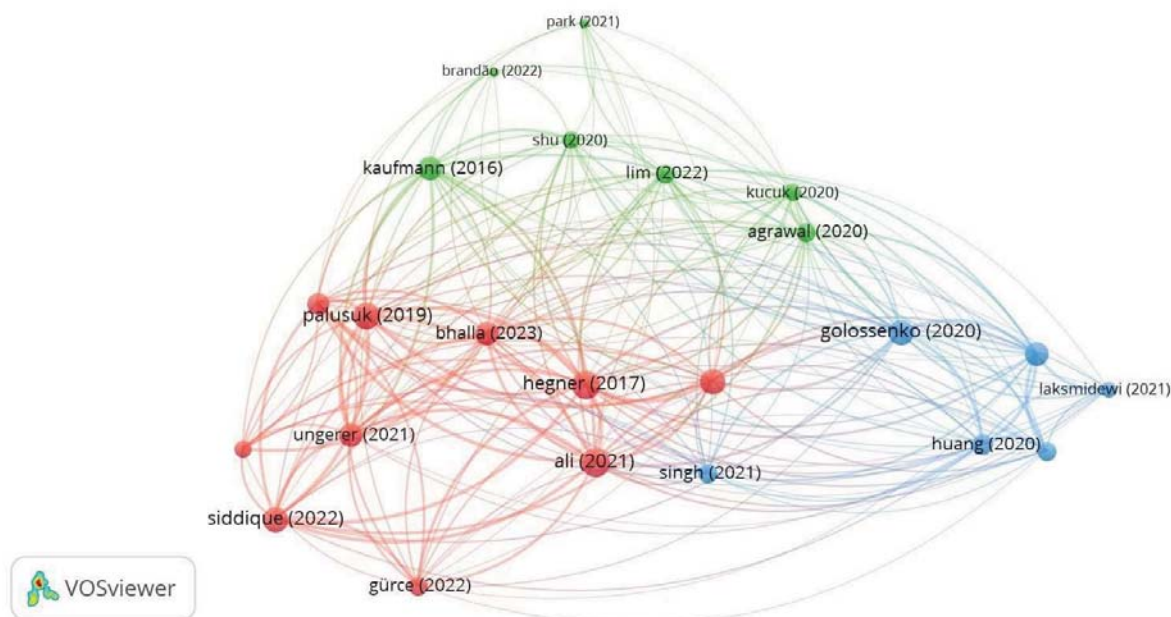 park (2021)
brandão (2022)
shu (2020)
kaufmann (2016)
lim (2022)
kucuk (2020)
agrawal (2020)
palusuk (2019)
bhalla (2023)
golossenko (2020)
hegner (2017)
laksmidewi (2021)
ungerer (2021)
huang (2020)
ali (2021)
singh (2021)
siddique (2022)
gürce (2022)
VOSviewer